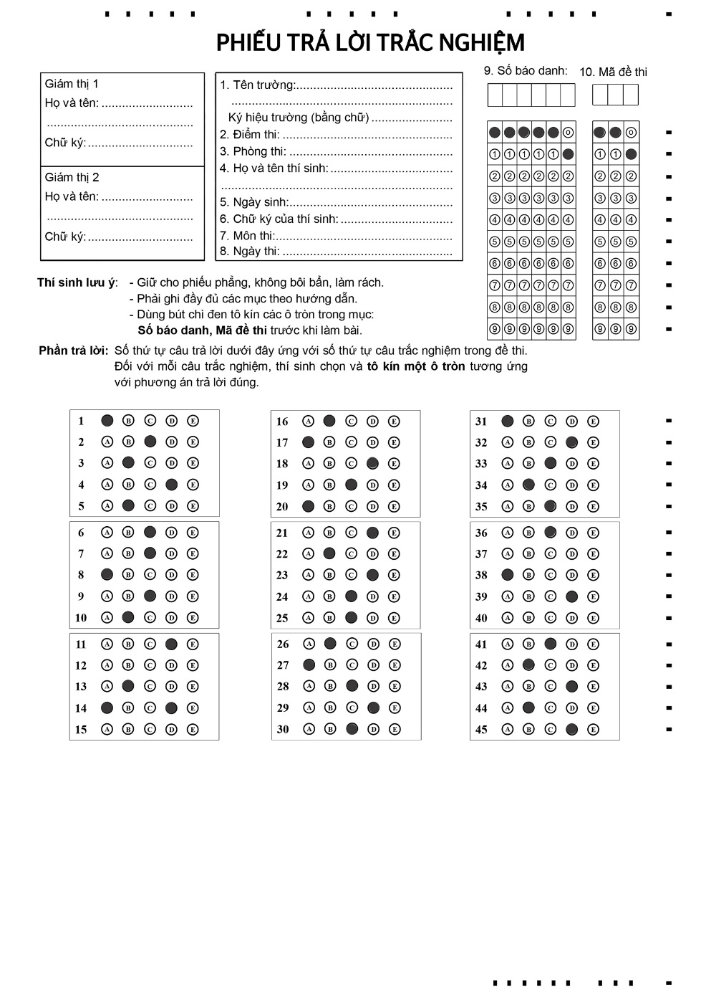 PHIẾU TRẢ LỜI TRẮC NGHIỆM
Giám thị 1
Họ và tên: ...........................
...........................................
Chữ ký: ...............................
Giám thị 2
Họ và tên: ...........................
...........................................
Chữ ký: ...............................
1. Tên trường:..............................................
.................................................................
Ký hiệu trường (bằng chữ) ........................
2. Điểm thi: ..................................................
3. Phòng thi: ................................................
4. Họ và tên thí sinh: ....................................
....................................................................
5. Ngày sinh:................................................
6. Chữ ký của thí sinh: .................................
7. Môn thi:....................................................
8. Ngày thi: ..................................................
9. Số báo danh:
10. Mã đề thi
0 0
1 1 1 1 1 1 1
2 2 2 2 2 2 2 2 2
3 3 3 3 3 3 3 3 3
4 4 4 4 4 4 4 4 4
5 5 5 5 5 5 5 5 5
6 6 6 6 6 6 6 6 6
7 7 7 7 7 7 7 7 7
8 8 8 8 8 8 8 8 8
9 9 9 9 9 9 9 9 9
Thí sinh lưu ý: - Giữ cho phiếu phẳng, không bôi bẩn, làm rách.
- Phải ghi đầy đủ các mục theo hướng dẫn.
- Dùng bút chì đen tô kín các ô tròn trong mục:
Số báo danh, Mã đề thi trước khi làm bài.
Phần trả lời: Số thứ tự câu trả lời dưới đây ứng với số thứ tự câu trắc nghiệm trong đề thi.
Đối với mỗi câu trắc nghiệm, thí sinh chọn và tô kín một ô tròn tương ứng
với phương án trả lời đúng.
1 B C D E
2 A B D E
3 A C D E
4 A B C E
5 A C D E
6 A B D E
7 A B D E
8 B C D E
9 A B D E
10 A C D E
11 A B C E
12 A B C D E
13 A C D E
14 B C E
15 A B C D E
16 A C D E
17 B C D E
18 A B C E
19 A B D E
20 B C D E
21 A B C E
22 A C D E
23 A B C E
24 A B D E
25 A B D E
26 A C D E
27 B C D E
28 A B D E
29 A B C E
30 A B D E
31 B C D E
32 A B C E
33 A B D E
34 A C D E
35 A B D E
36 A B D E
37 A B C D E
38 B C D E
39 A B C E
40 A B C D E
41 A B D E
42 A C D E
43 A B C E
44 A C D E
45 A B C E